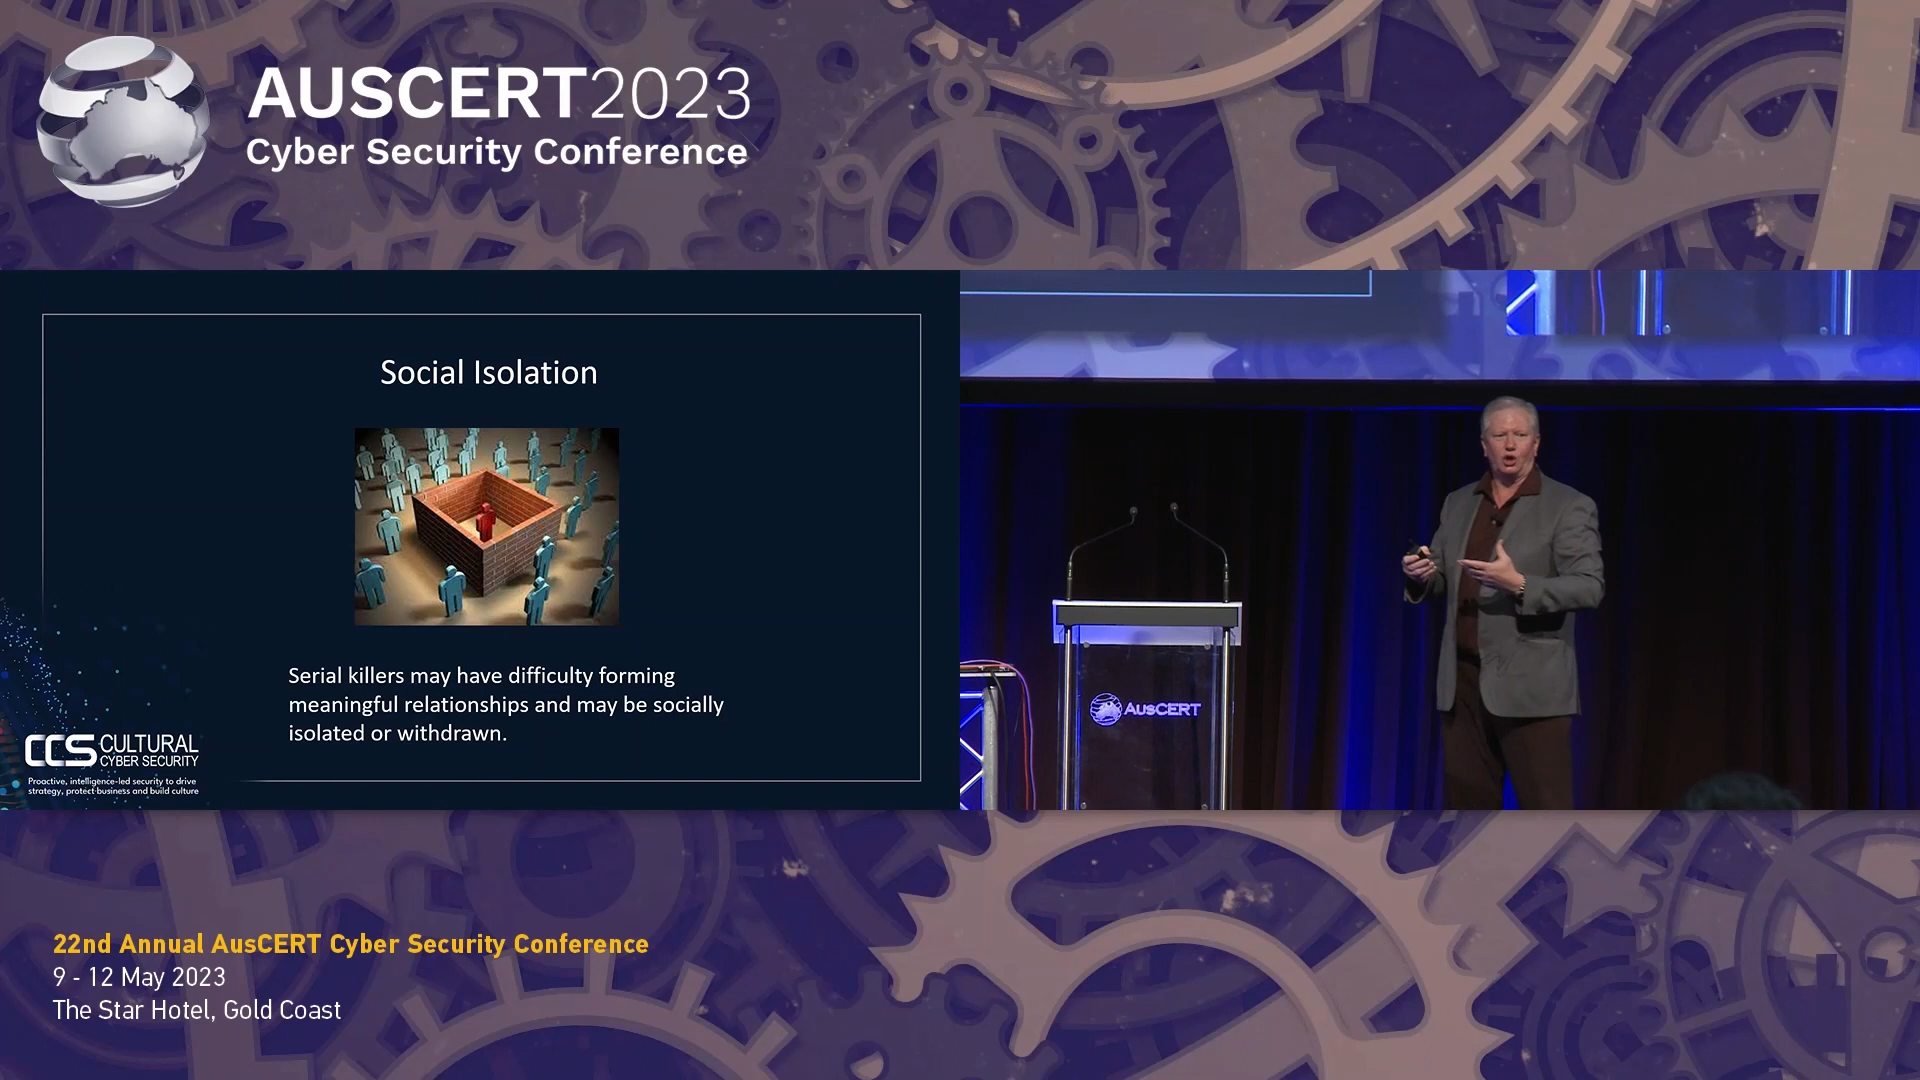 AUSCERT2023
Cyber Security Conference
Social Isolation
Serial killers may have difficulty forming
meaningful relationships and may be socially
isolated or withdrawn.
CCS CULTURAL
CYBER SECURITY
Proactive, intelligence-led security to drive
strategy, protect business and build culture
AUSCERT
22nd Annual AusCERT Cyber Security Conference
9 - 12 May 2023
The Star Hotel, Gold Coast